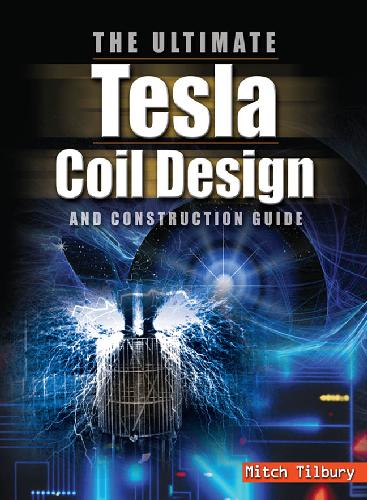 THE ULTIMATE
Tesla
Coil Design
AND CONSTRUCTION GUIDE
Mitch Tilbury